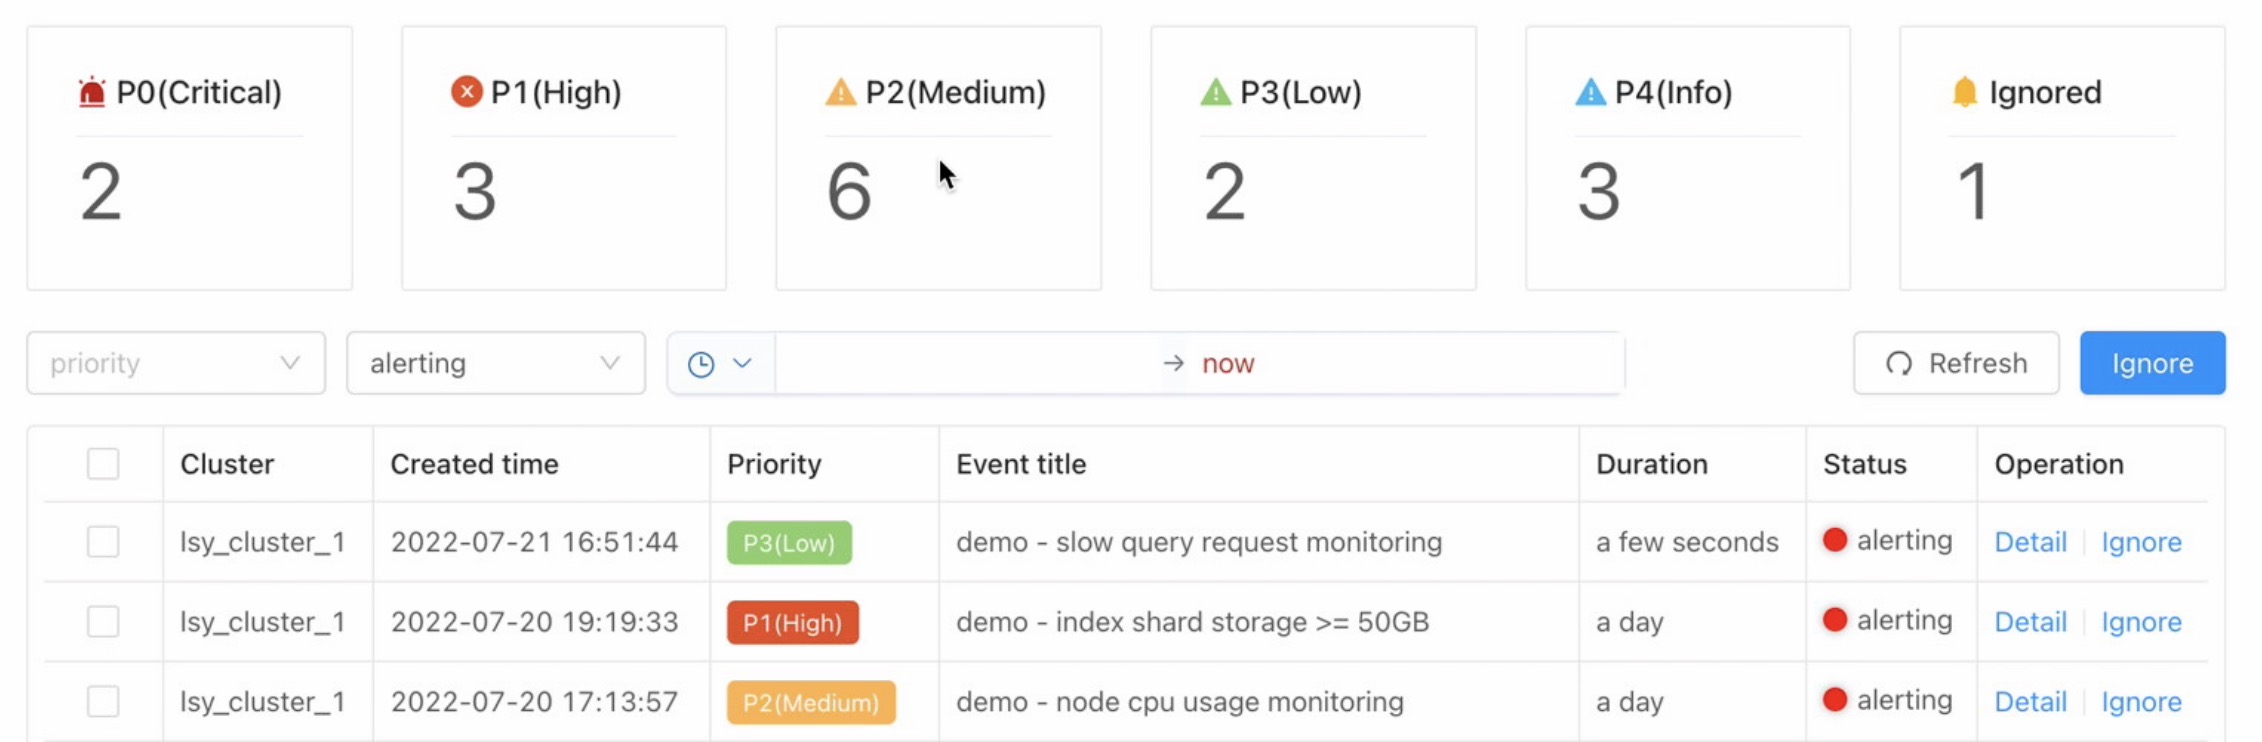 P0(Critical) P1(High) P2(Medium) P3(Low) P4(Info) Ignored
2 3 6 2 3 1
priority alerting → now Refresh Ignore
Cluster Created time Priority Event title Duration Status Operation
lsy_cluster_1 2022-07-21 16:51:44 P3(Low) demo - slow query request monitoring a few seconds alerting Detail Ignore
lsy_cluster_1 2022-07-20 19:19:33 P1(High) demo - index shard storage >= 50GB a day alerting Detail Ignore
lsy_cluster_1 2022-07-20 17:13:57 P2(Medium) demo - node cpu usage monitoring a day alerting Detail Ignore